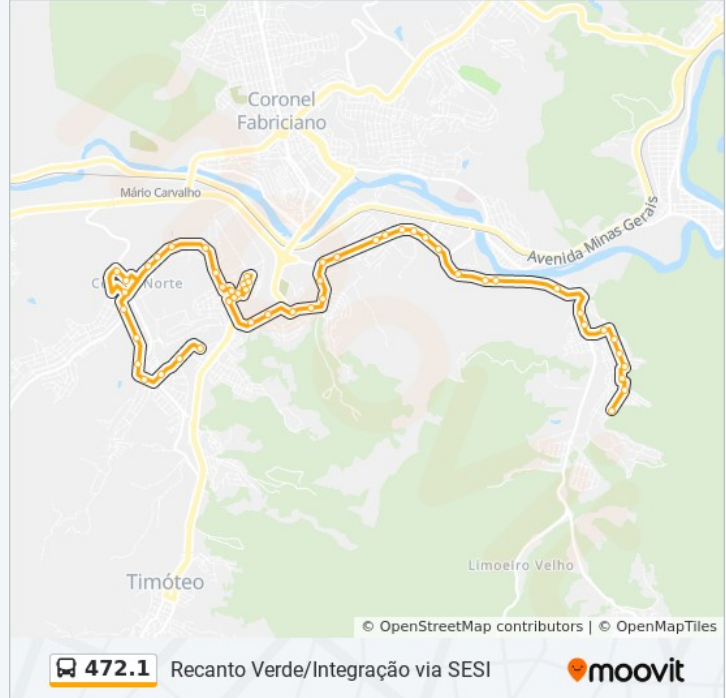 Coronel
Fabriciano
Mário Carvalho
Avenida Minas Gerais
Norte
Limoeiro Velho
Timóteo
© OpenStreetMap contributors | © OpenMapTiles
472.1 Recanto Verde/Integração via SESI
moovit